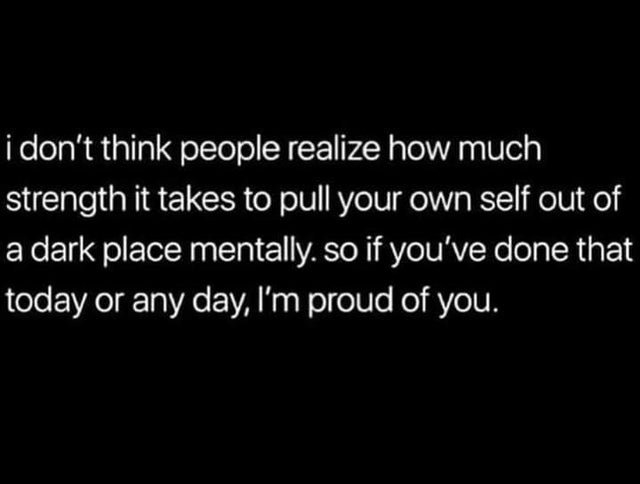 i don't think people realize how much
strength it takes to pull your own self out of
a dark place mentally. so if you've done that
today or any day, I'm proud of you.